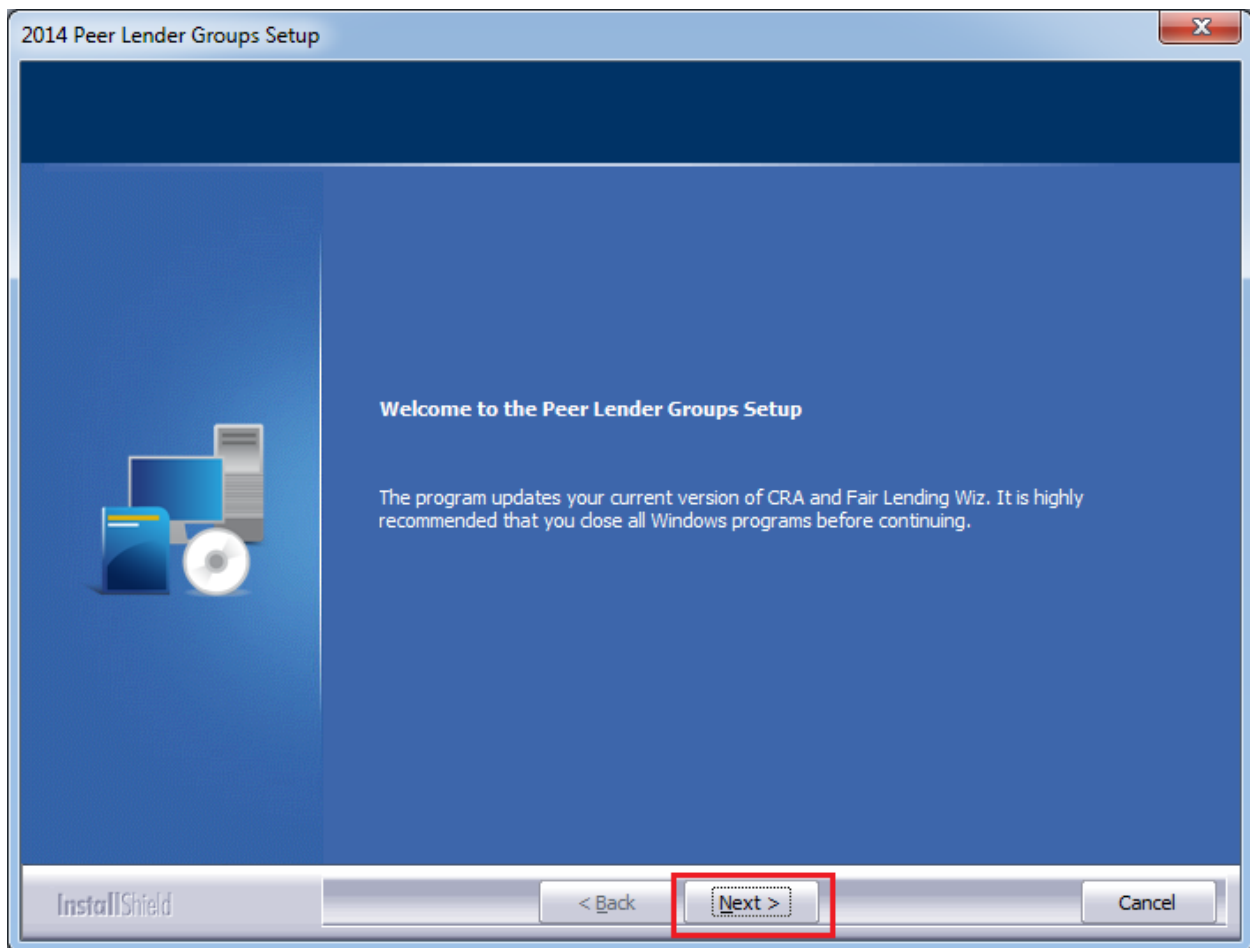 2014 Peer Lender Groups Setup
Welcome to the Peer Lender Groups Setup
The program updates your current version of CRA and Fair Lending Wiz. It is highly
recommended that you close all Windows programs before continuing.
InstallShield
< Back
Next >
Cancel